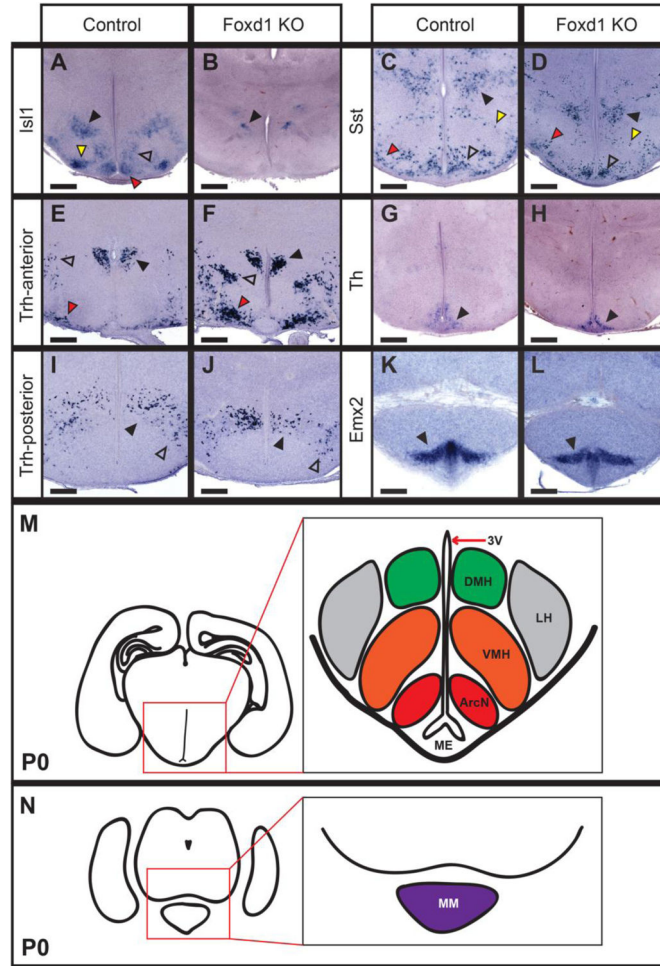 Control Foxd1 KO Control Foxd1 KO
Isl1 A B Sst C D
Trh-anterior E F Th G H
Trh-posterior I J Emx2 K L
M
3V
DMH
LH
VMH
ArcN
ME
P0
N
MM
P0